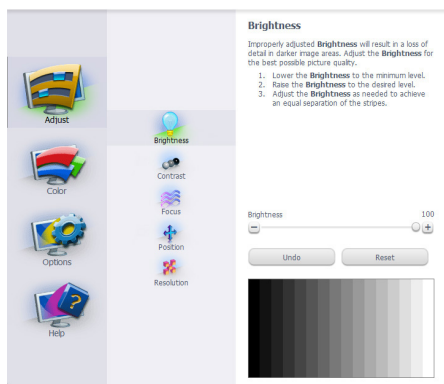 Adjust
Color
Options
Help
Brightness
Contrast
Focus
Position
Resolution
Brightness
Improperly adjusted Brightness will result in a loss of
detail in darker image areas. Adjust the Brightness for
the best possible picture quality.
1. Lower the Brightness to the minimum level.
2. Raise the Brightness to the desired level.
3. Adjust the Brightness as needed to achieve
an equal separation of the stripes.
Brightness 100
Undo Reset